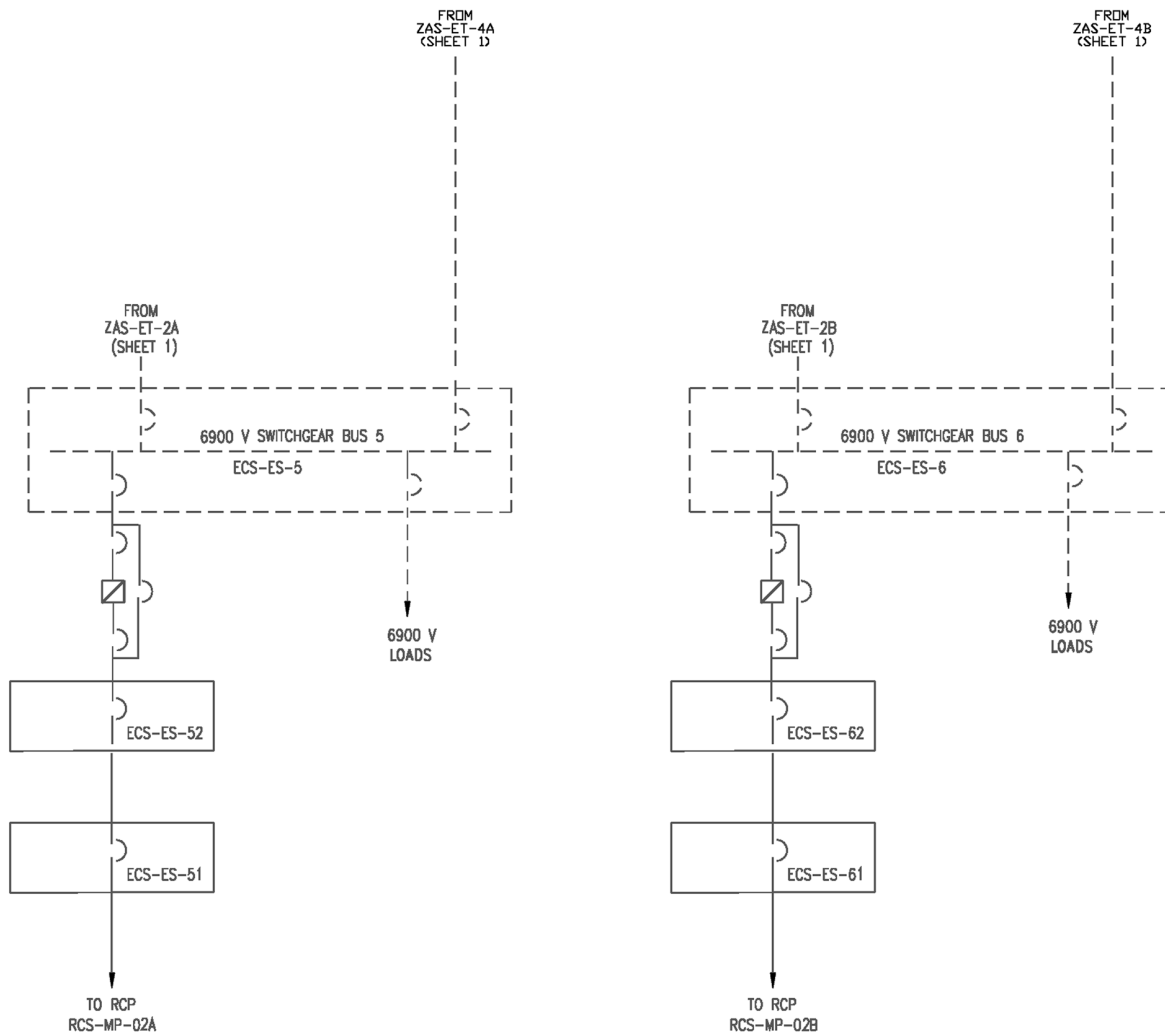 FROM
ZAS-ET-4A
(SHEET 1)
FROM
ZAS-ET-4B
(SHEET 1)
FROM
ZAS-ET-2A
(SHEET 1)
FROM
ZAS-ET-2B
(SHEET 1)
6900 V SWITCHGEAR BUS 5
ECS-ES-5
6900 V SWITCHGEAR BUS 6
ECS-ES-6
6900 V
LOADS
6900 V
LOADS
ECS-ES-52
ECS-ES-62
ECS-ES-51
ECS-ES-61
TO RCP
RCS-MP-02A
TO RCP
RCS-MP-02B